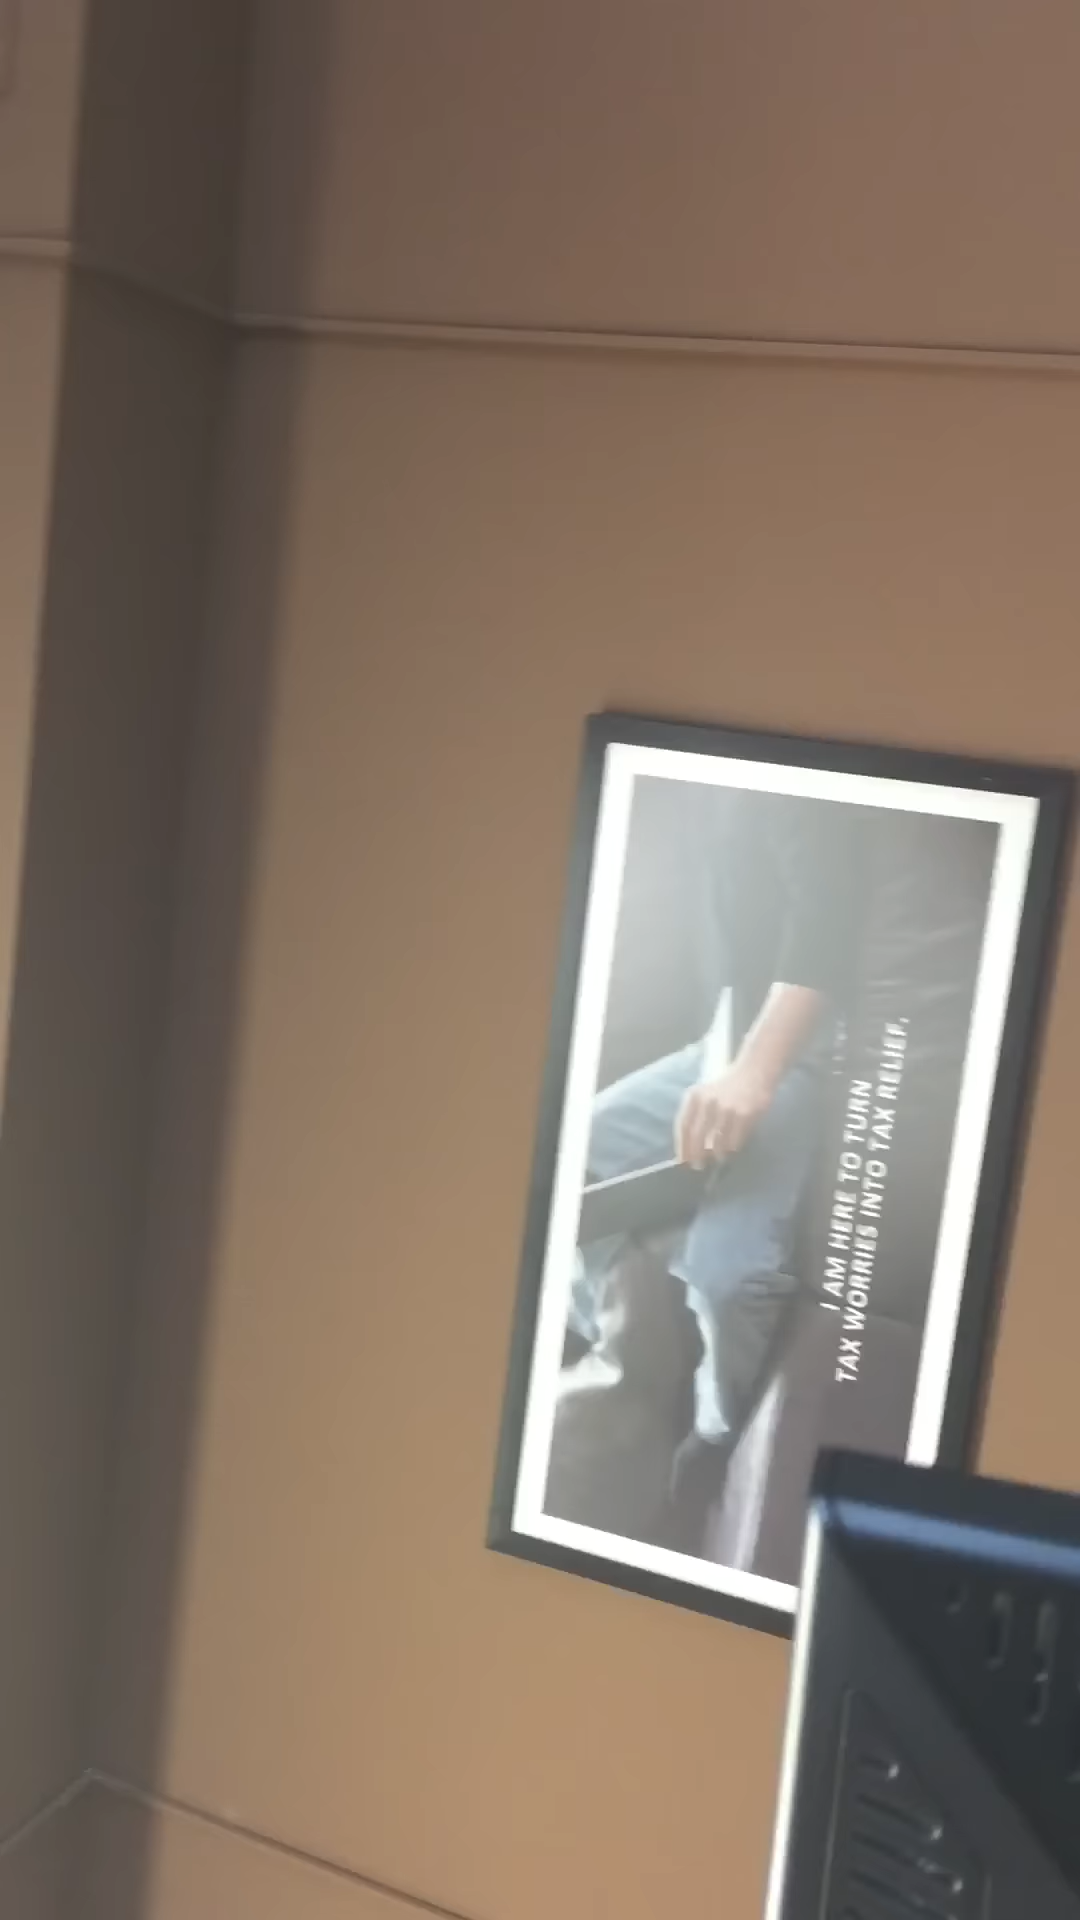 I AM HERE TO TURN
TAX WORRIES INTO TAX RELIEF.